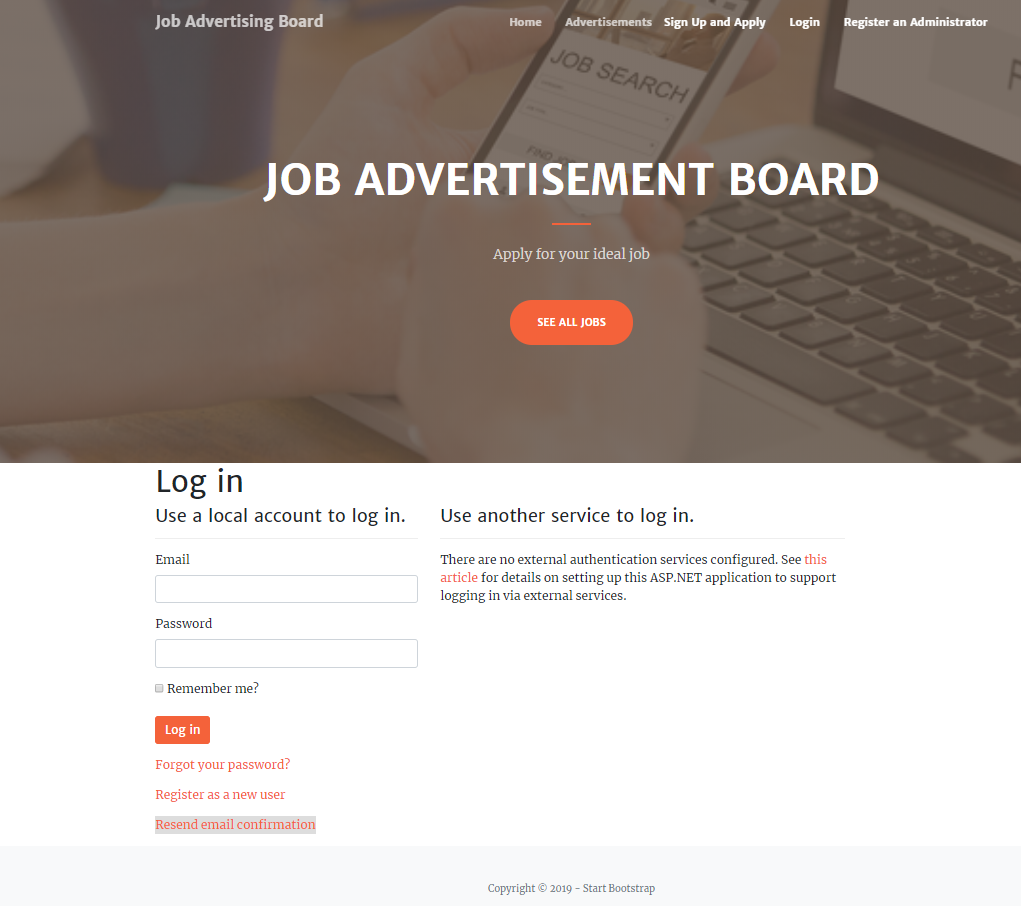 Job Advertising Board
Home Advertisements Sign Up and Apply Login Register an Administrator
JOB SEARCH
JOB ADVERTISEMENT BOARD
Apply for your ideal job
SEE ALL JOBS
Log in
Use a local account to log in.
Email
Password
Remember me?
Log in
Forgot your password?
Register as a new user
Resend email confirmation
Use another service to log in.
There are no external authentication services configured. See this
article for details on setting up this ASP.NET application to support
logging in via external services.
Copyright © 2019 - Start Bootstrap